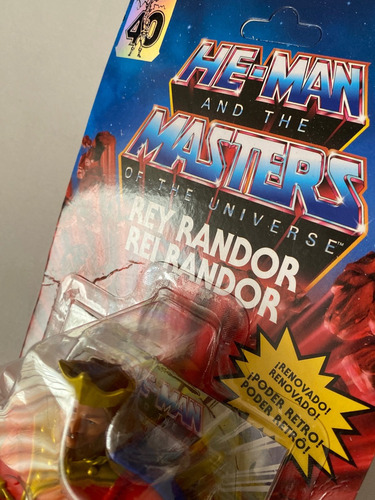 40
HE-MAN
AND THE
MASTERS
OF THE UNIVERSE™
REY RANDOR
REI RANDOR
¡RENOVADO!
RENOVADO!
¡PODER RETRO!
PODER RETRÔ!
HE-MAN